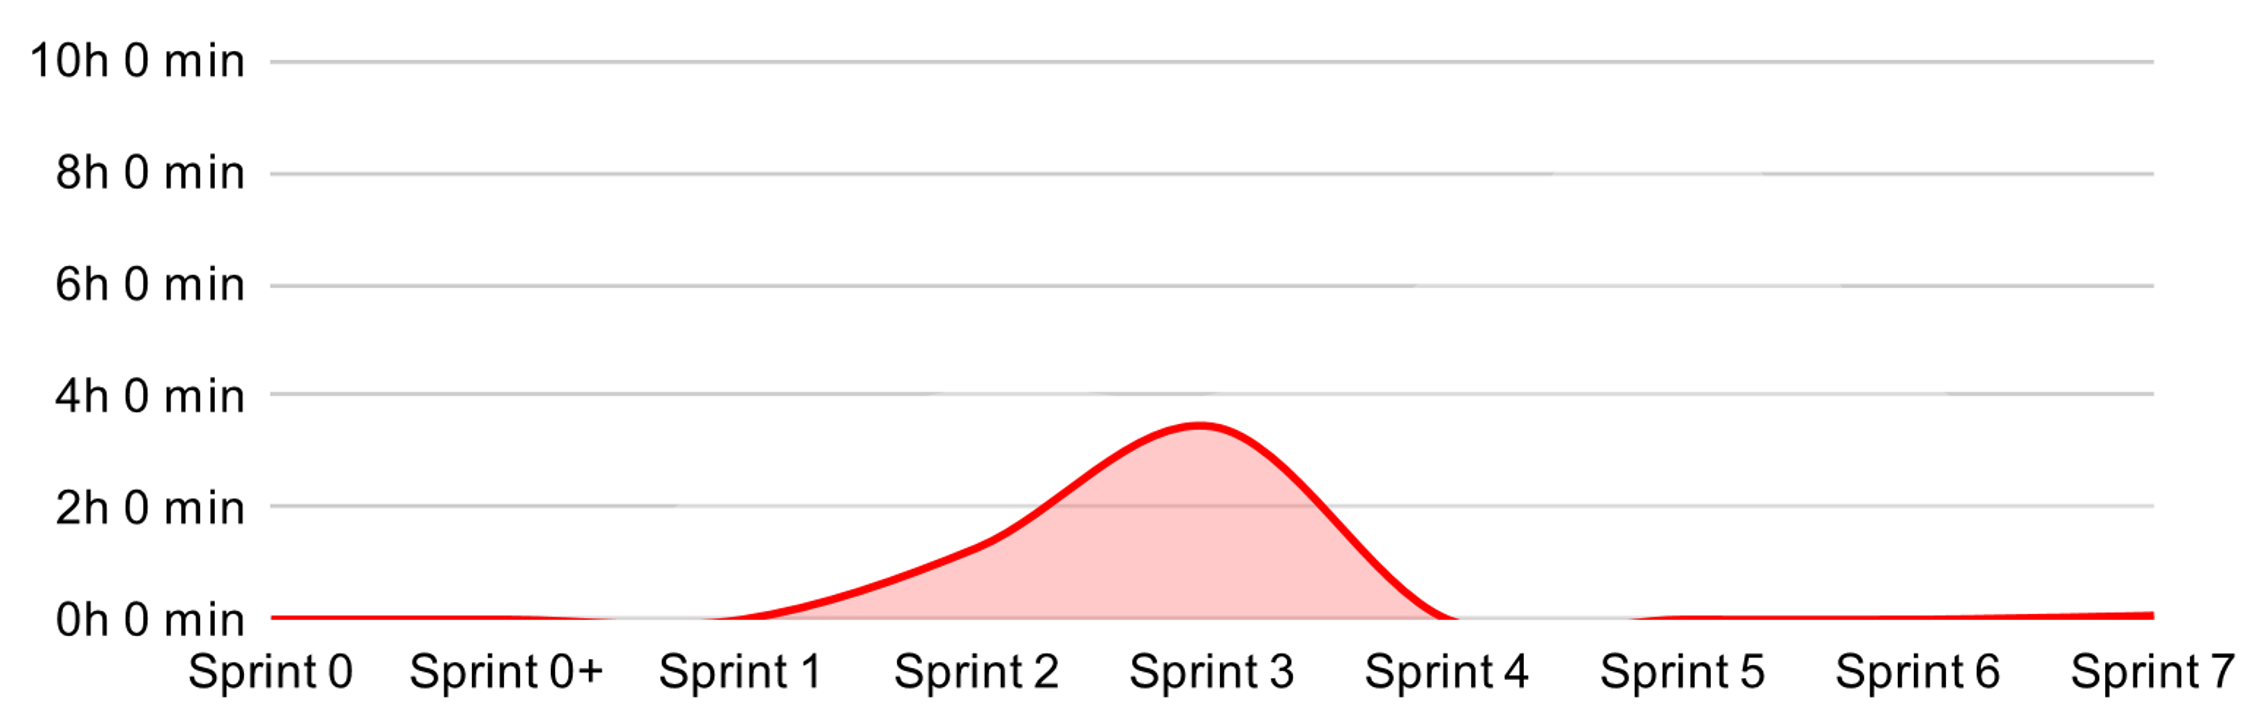 10h 0 min
8h 0 min
6h 0 min
4h 0 min
2h 0 min
0h 0 min
Sprint 0 Sprint 0+ Sprint 1 Sprint 2 Sprint 3 Sprint 4 Sprint 5 Sprint 6 Sprint 7